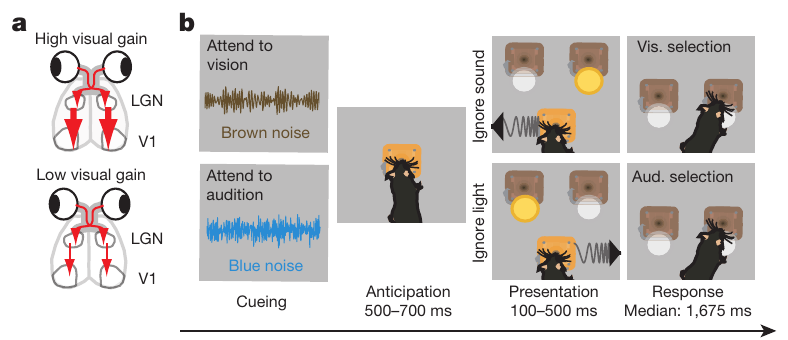 a
High visual gain
LGN
V1
Low visual gain
LGN
V1
b
Attend to
vision
Brown noise
Attend to
audition
Blue noise
Cueing
Anticipation
500–700 ms
Ignore sound
Ignore light
Presentation
100–500 ms
Vis. selection
Aud. selection
Response
Median: 1,675 ms